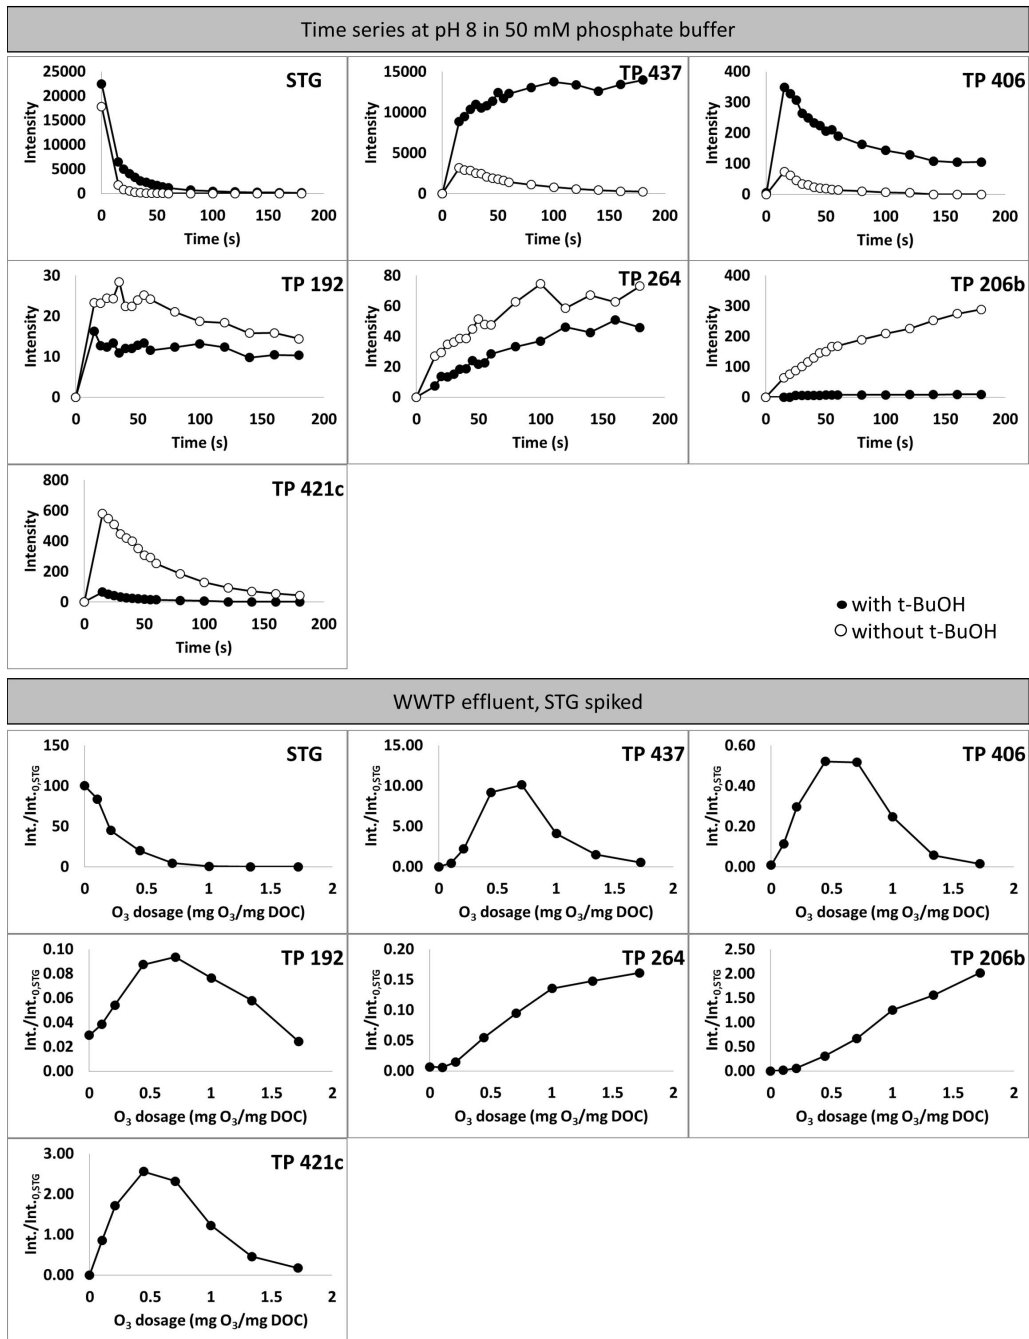 Time series at pH 8 in 50 mM phosphate buffer
STG
Intensity
25000
20000
15000
10000
5000
0
0 50 100 150 200
Time (s)
TP 437
Intensity
15000
10000
5000
0
0 50 100 150 200
Time (s)
TP 406
Intensity
400
300
200
100
0
0 50 100 150 200
Time (s)
TP 192
Intensity
30
20
10
0
0 50 100 150 200
Time (s)
TP 264
Intensity
80
60
40
20
0
0 50 100 150 200
Time (s)
TP 206b
Intensity
400
300
200
100
0
0 50 100 150 200
Time (s)
TP 421c
Intensity
800
600
400
200
0
0 50 100 150 200
Time (s)
with t-BuOH
without t-BuOH
WWTP effluent, STG spiked
STG
Int./Int.0,STG
150
100
50
0
0 0.5 1 1.5 2
O3 dosage (mg O3/mg DOC)
TP 437
Int./Int.0,STG
15.00
10.00
5.00
0.00
0 0.5 1 1.5 2
O3 dosage (mg O3/mg DOC)
TP 406
Int./Int.0,STG
0.60
0.40
0.20
0.00
0 0.5 1 1.5 2
O3 dosage (mg O3/mg DOC)
TP 192
Int./Int.0,STG
0.10
0.08
0.06
0.04
0.02
0.00
0 0.5 1 1.5 2
O3 dosage (mg O3/mg DOC)
TP 264
Int./Int.0,STG
0.20
0.15
0.10
0.05
0.00
0 0.5 1 1.5 2
O3 dosage (mg O3/mg DOC)
TP 206b
Int./Int.0,STG
2.50
2.00
1.50
1.00
0.50
0.00
0 0.5 1 1.5 2
O3 dosage (mg O3/mg DOC)
TP 421c
Int./Int.0,STG
3.00
2.00
1.00
0.00
0 0.5 1 1.5 2
O3 dosage (mg O3/mg DOC)